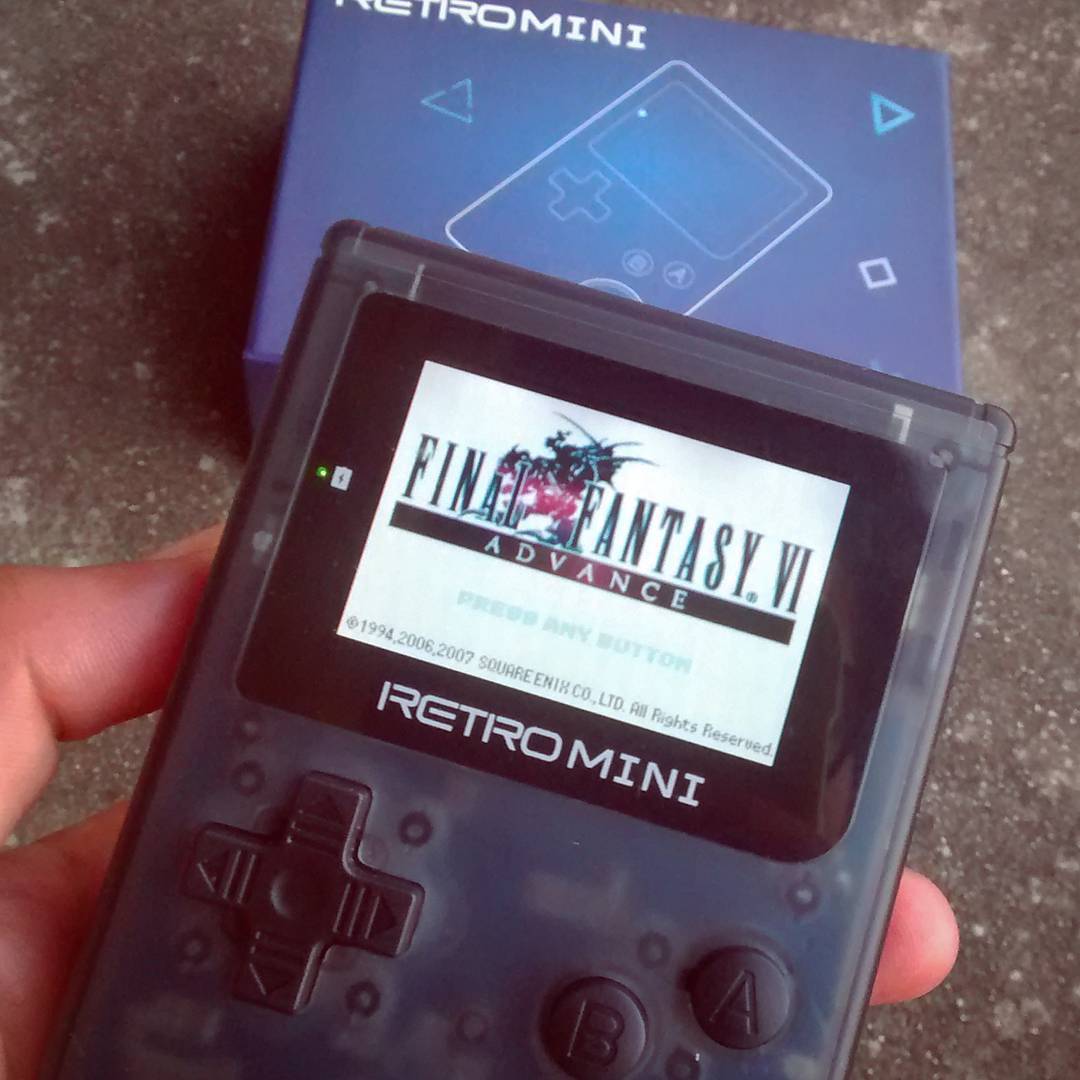 RETROMINI
B A
FINAL FANTASY. VI
ADVANCE
PRESS ANY BUTTON
©1994,2006,2007 SQUARE ENIX CO.,LTD. All Rights Reserved.
RETROMINI
A
B